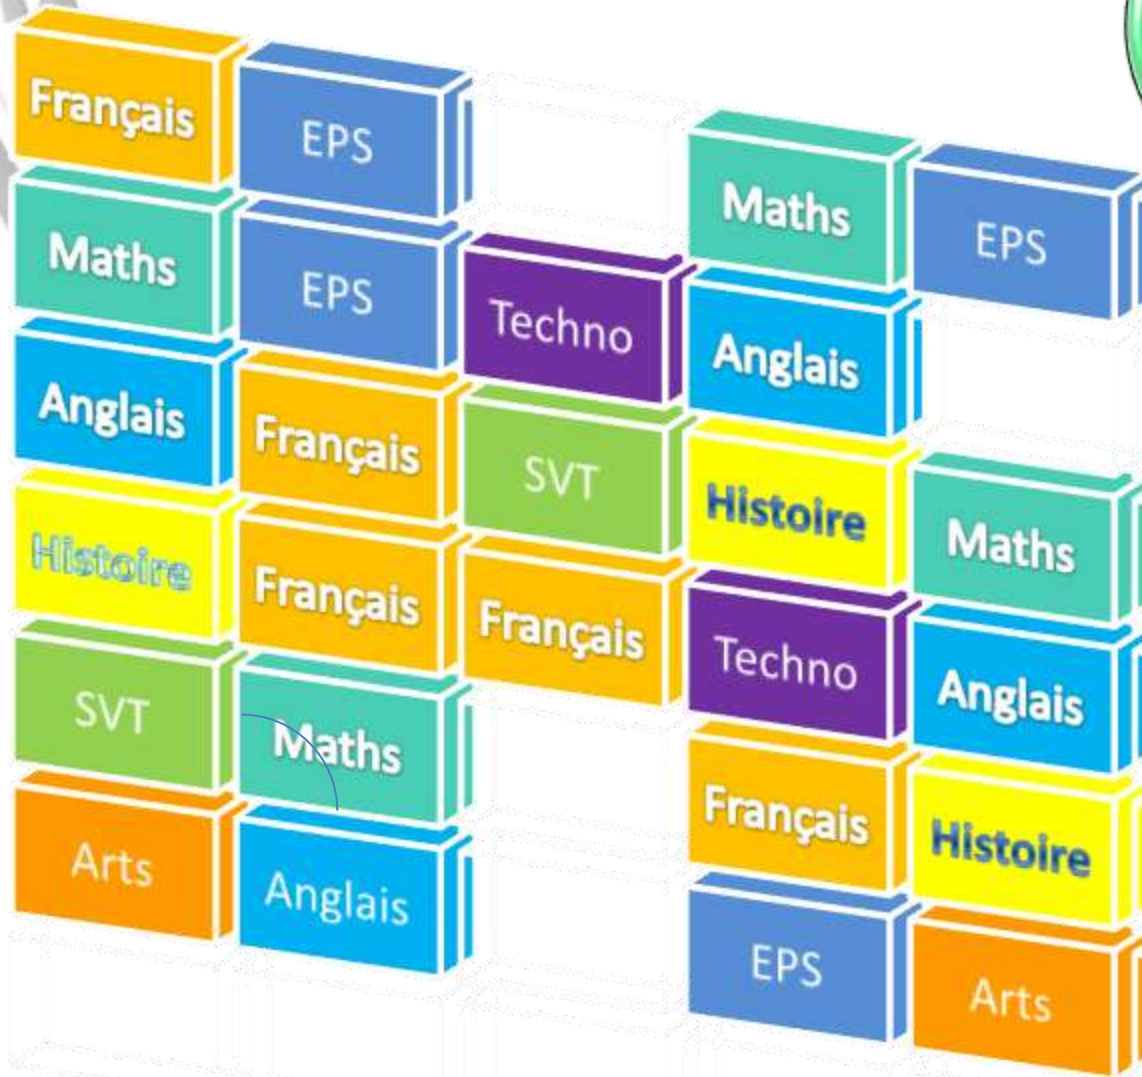 Français EPS Maths EPS
Maths EPS Techno Anglais
Anglais Français SVT Histoire Maths
Histoire Français Français Techno Anglais
SVT Maths Français Histoire
Arts Anglais EPS Arts